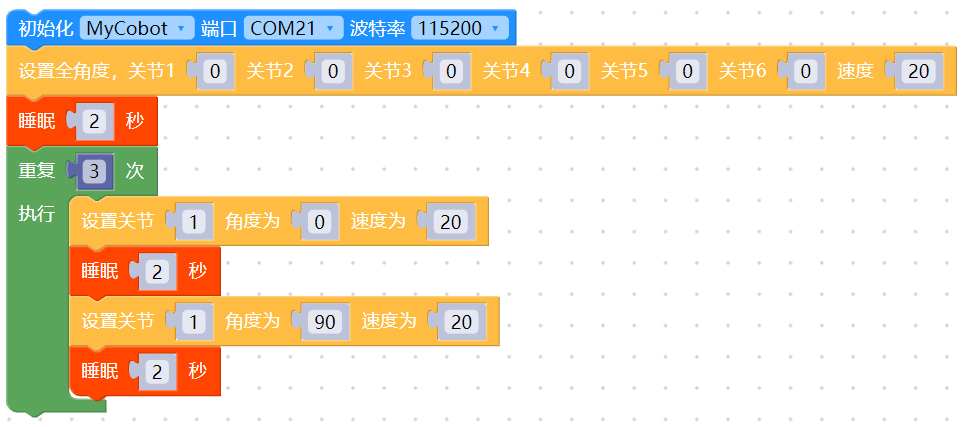 初始化 MyCobot 端口 COM21 波特率 115200
设置全角度，关节1 0 关节2 0 关节3 0 关节4 0 关节5 0 关节6 0 速度 20
睡眠 2 秒
重复 3 次
执行 设置关节 1 角度为 0 速度为 20
睡眠 2 秒
设置关节 1 角度为 90 速度为 20
睡眠 2 秒